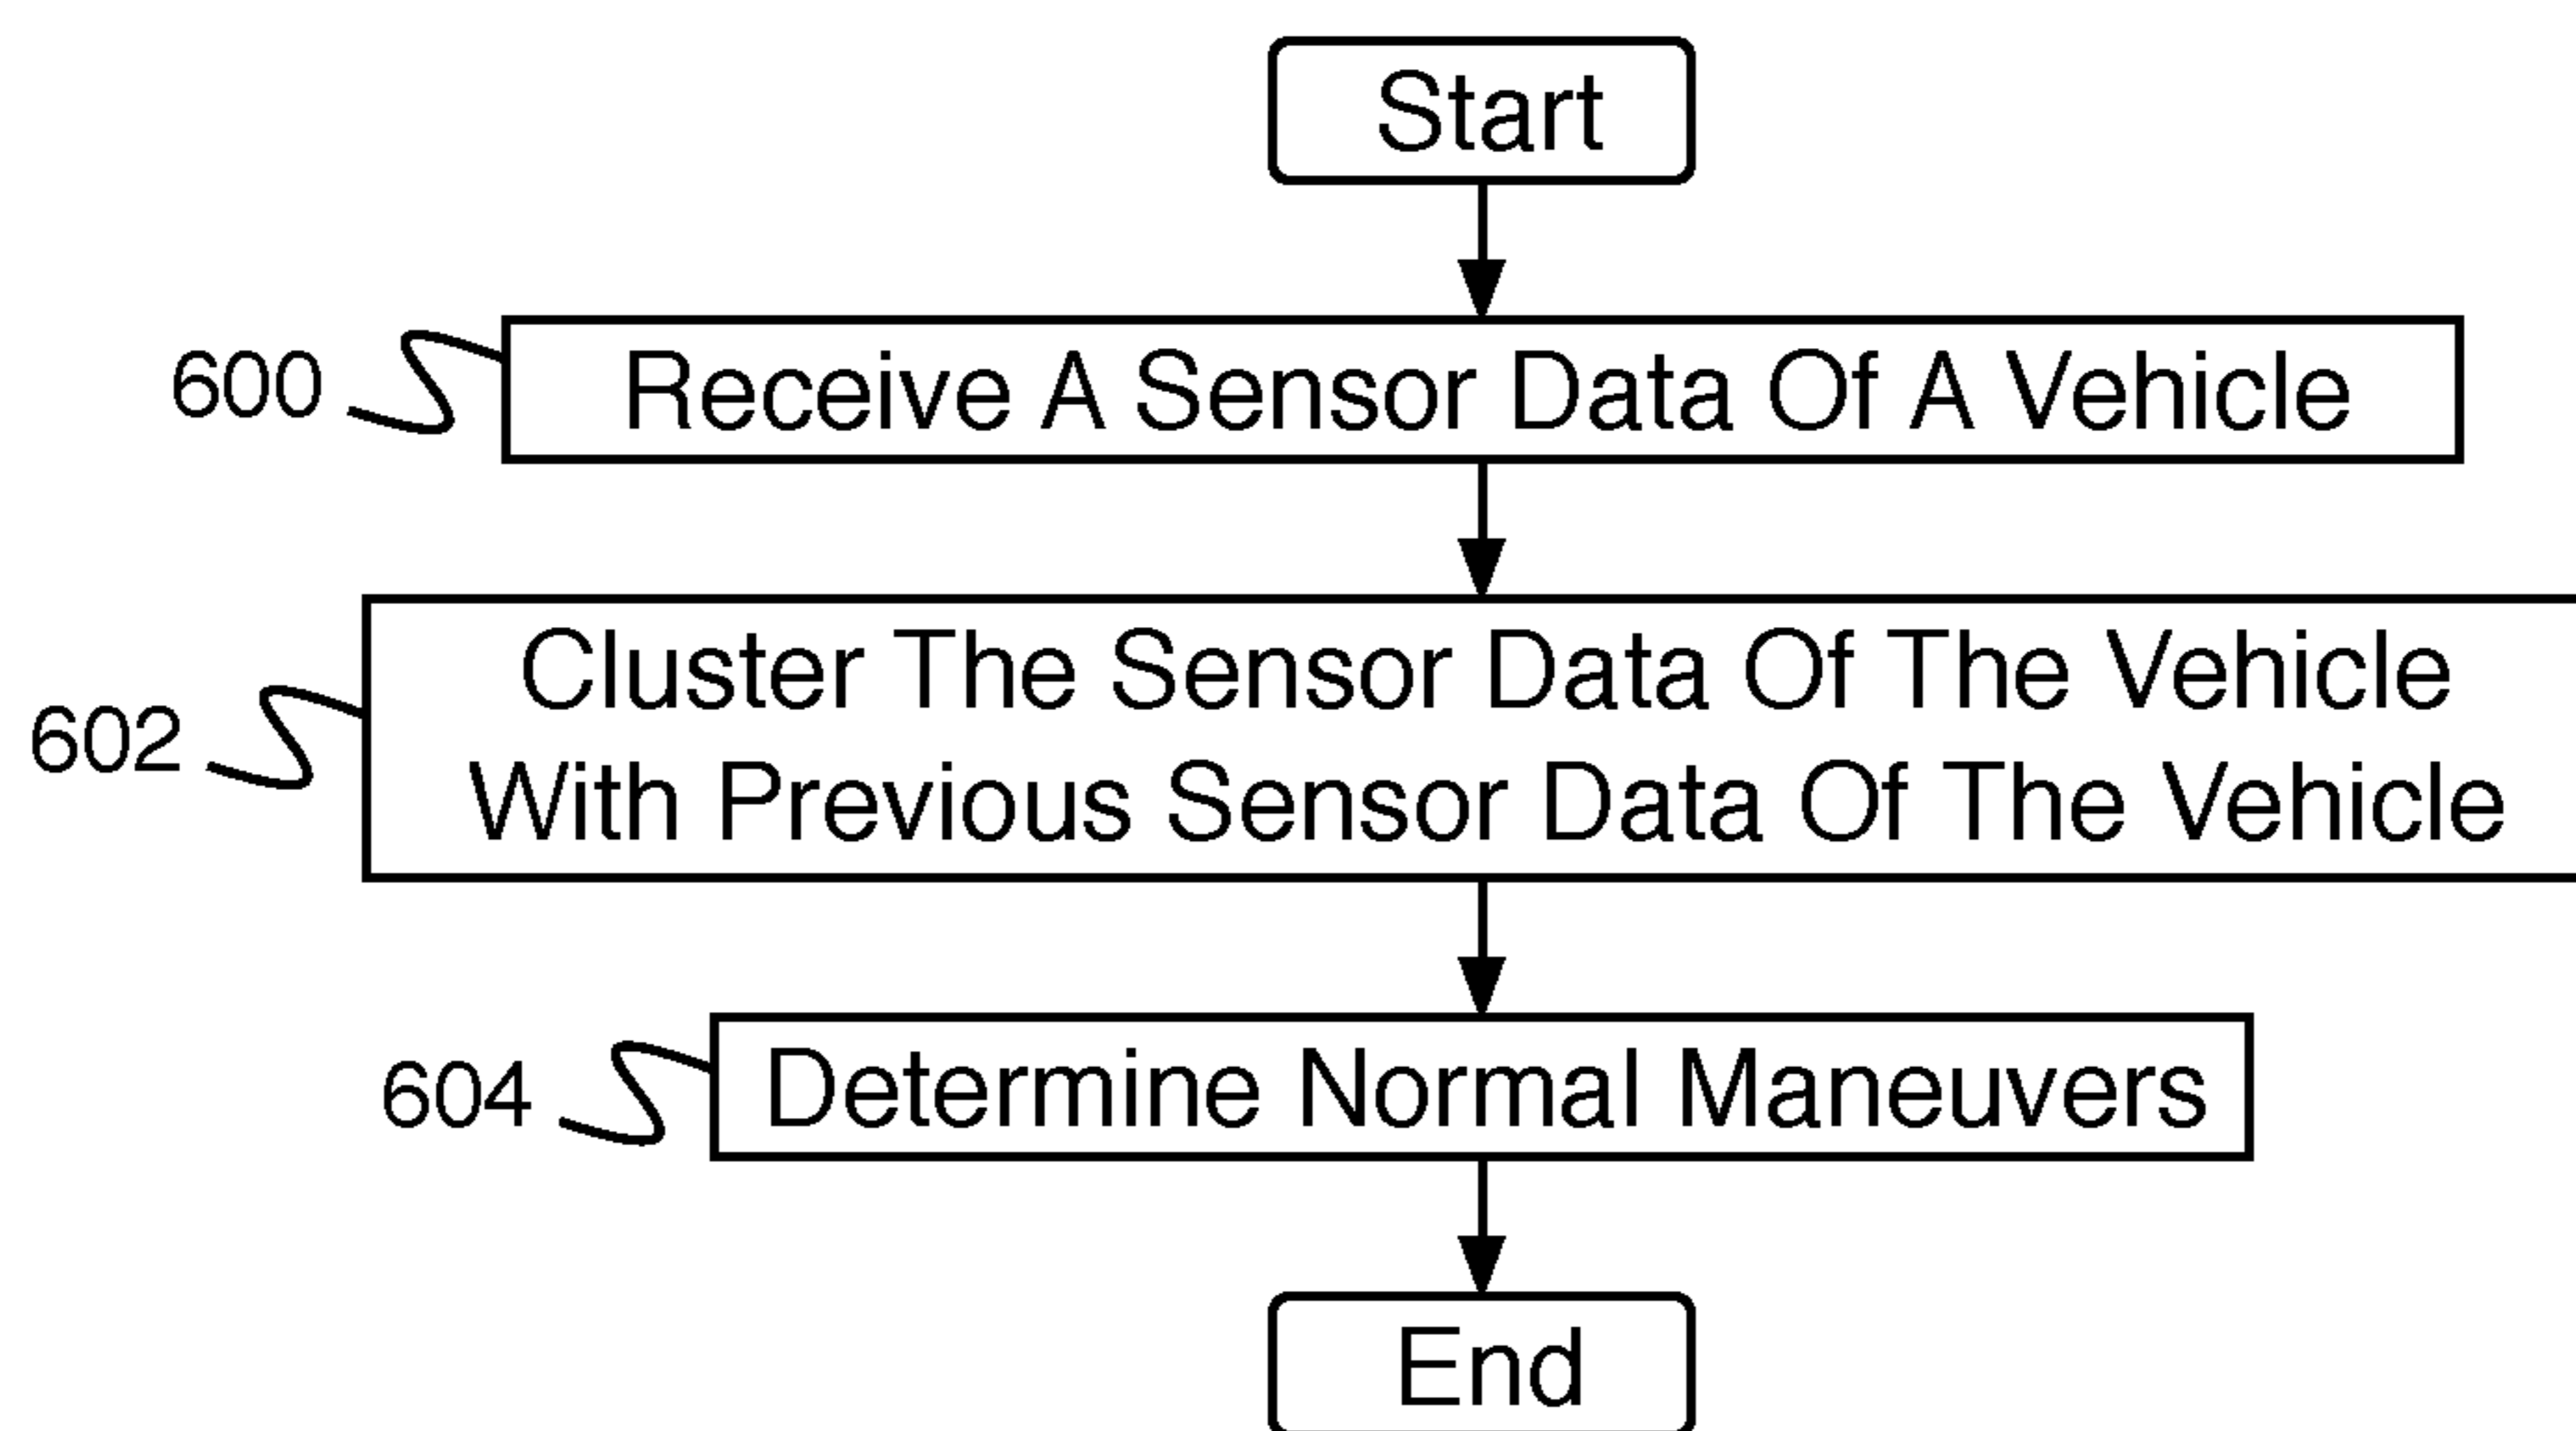 Start
600
Receive A Sensor Data Of A Vehicle
602
Cluster The Sensor Data Of The Vehicle
With Previous Sensor Data Of The Vehicle
604
Determine Normal Maneuvers
End